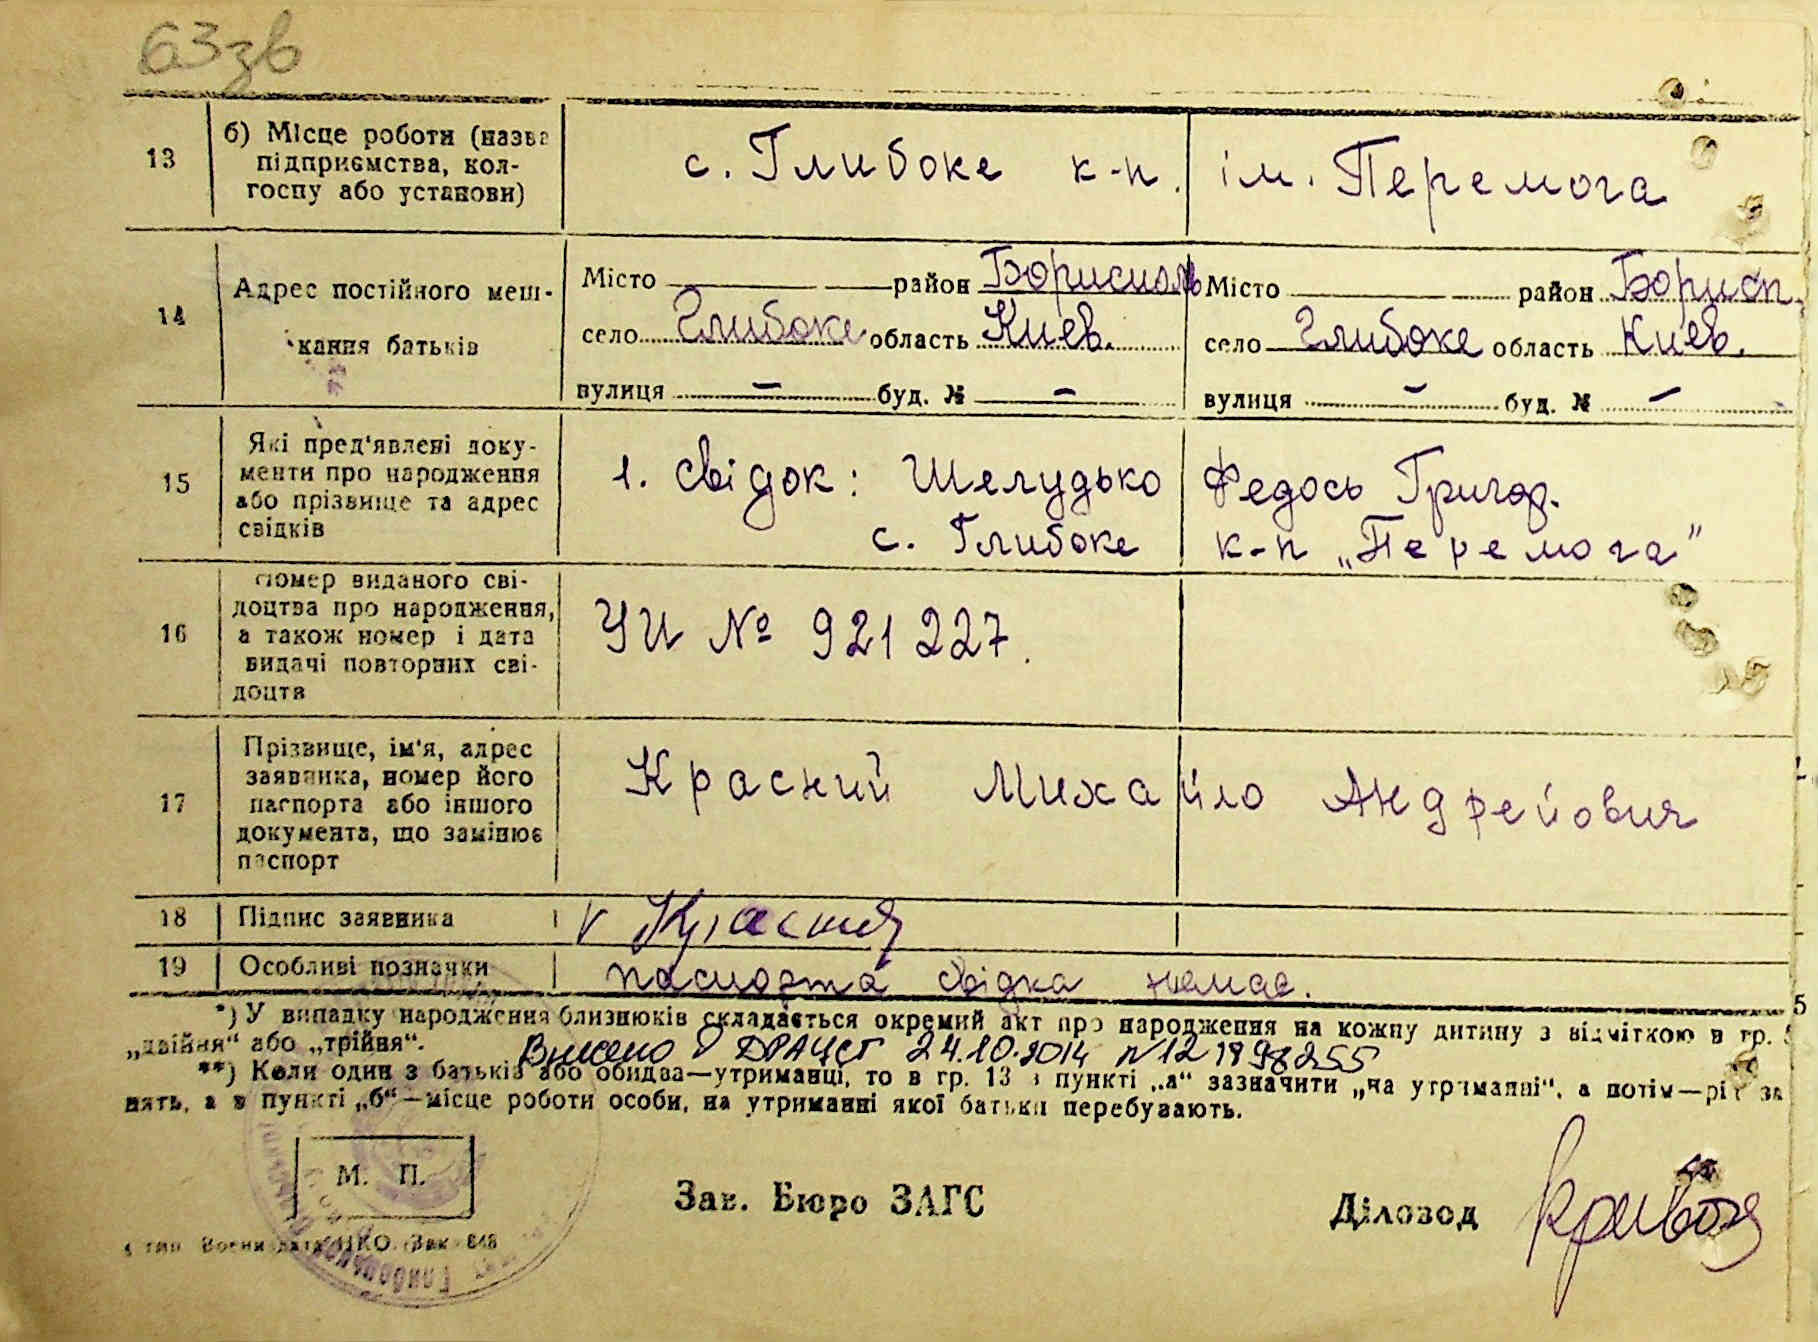 63зв
13
б) Місце роботи (назва
підприємства, кол-
госпу або установи)
с. Глибоке к-п. ім. Перемога
14
Адрес постійного меш-
кання батьків
Місто район Бориспіль
село Глибоке область Київ.
вулиця — буд. № —
Місто район Борисп.
село Глибоке область Київ.
вулиця — буд. № —
15
Які пред'явлені доку-
менти про народження
або прізвище та адрес
свідків
1. Свідок: Шелудько Федось Григор.
с. Глибоке к-п „Перемога"
16
Номер виданого сві-
доцтва про народження,
а також номер і дата
видачі повторних сві-
доцтв
УИ № 921227.
17
Прізвище, ім'я, адрес
заявника, номер його
паспорта або іншого
документа, що замінює
паспорт
Красний Михайло Андрейович
18
Підпис заявника
v Красний
19
Особливі позначки
паспорта свідка немає.
*) У випадку народження близнюків складається окремий акт про народження на кожну дитину з відміткою в гр. 5
„двійня“ або „трійня“.
Внесено в ДРАЦСГ 24.10.2014 №12 1998255
**) Коли один з батьків або обидва—утриманці, то в гр. 13 в пункті „а“ зазначити „на утриманні“, а потім—рід за
нять, а в пункті „б“—місце роботи особи, на утриманні якої батьки перебувають.
М. П.
Зав. Бюро ЗАГС
Діловод